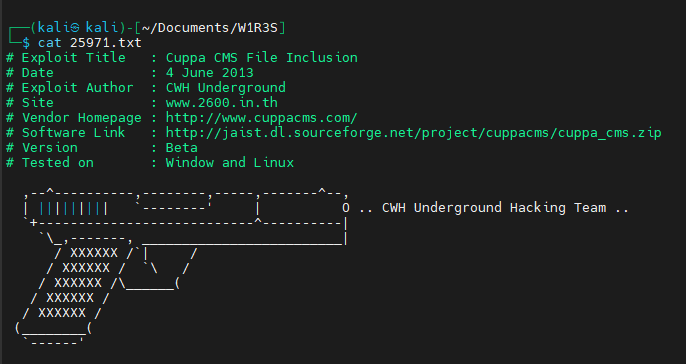 ┌──(kali㉿kali)-[~/Documents/W1R3S]
└─$ cat 25971.txt
# Exploit Title   : Cuppa CMS File Inclusion
# Date            : 4 June 2013
# Exploit Author  : CWH Underground
# Site            : www.2600.in.th
# Vendor Homepage : http://www.cuppacms.com/
# Software Link   : http://jaist.dl.sourceforge.net/project/cuppacms/cuppa_cms.zip
# Version         : Beta
# Tested on       : Window and Linux

  ,--^----------,--------,-----,-------^--,
  | |||||||||   `--------'     |          O .. CWH Underground Hacking Team ..
  `+---------------------------^----------|
    `\_,-------, _________________________|
      / XXXXXX /`|     /
     / XXXXXX /  `\   /
    / XXXXXX /\______(
   / XXXXXX /
  / XXXXXX /
 (________(
  `------'